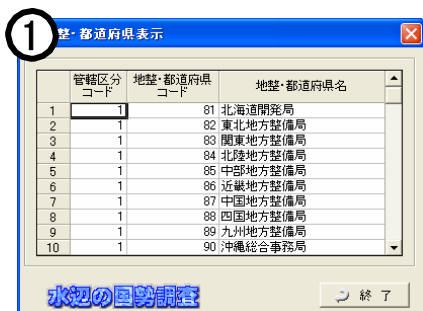 ① 整・都道府県表示
管轄区分コード 地整・都道府県コード 地整・都道府県名
1 1 81 北海道開発局
2 1 82 東北地方整備局
3 1 83 関東地方整備局
4 1 84 北陸地方整備局
5 1 85 中部地方整備局
6 1 86 近畿地方整備局
7 1 87 中国地方整備局
8 1 88 四国地方整備局
9 1 89 九州地方整備局
10 1 90 沖縄総合事務局
水辺の国勢調査 終 了